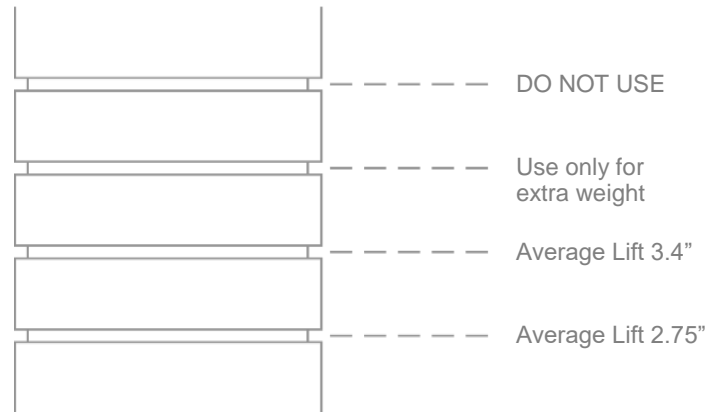 DO NOT USE
Use only for
extra weight
Average Lift 3.4”
Average Lift 2.75”